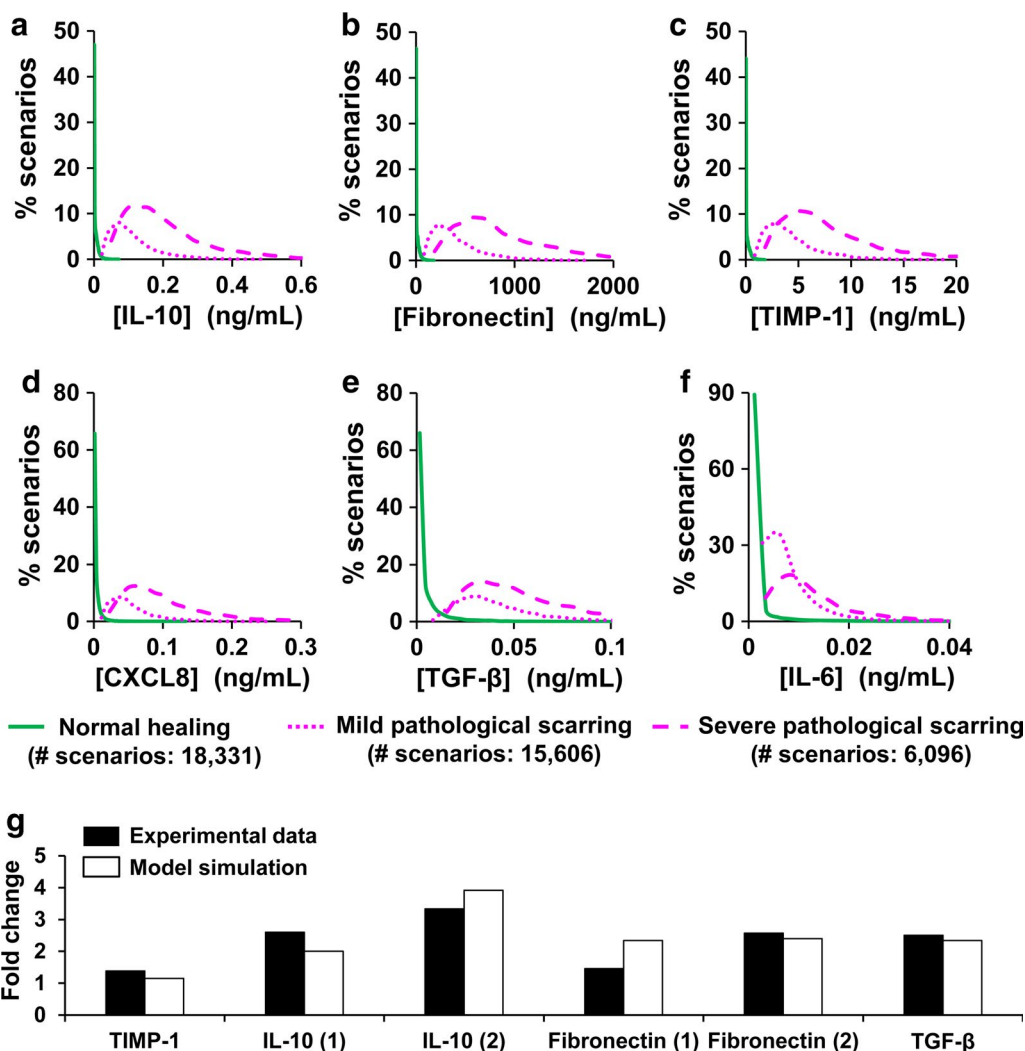 a
50
40
30
20
10
0
% scenarios
0 0.2 0.4 0.6
[IL-10] (ng/mL)
b
50
40
30
20
10
0
% scenarios
0 1000 2000
[Fibronectin] (ng/mL)
c
50
40
30
20
10
0
% scenarios
0 5 10 15 20
[TIMP-1] (ng/mL)
d
80
60
40
20
0
% scenarios
0 0.1 0.2 0.3
[CXCL8] (ng/mL)
e
80
60
40
20
0
% scenarios
0 0.05 0.1
[TGF-β] (ng/mL)
f
90
60
30
0
% scenarios
0 0.02 0.04
[IL-6] (ng/mL)
Normal healing
(# scenarios: 18,331)
Mild pathological scarring
(# scenarios: 15,606)
Severe pathological scarring
(# scenarios: 6,096)
g
Experimental data
Model simulation
5
4
3
2
1
0
Fold change
TIMP-1 IL-10 (1) IL-10 (2) Fibronectin (1) Fibronectin (2) TGF-β